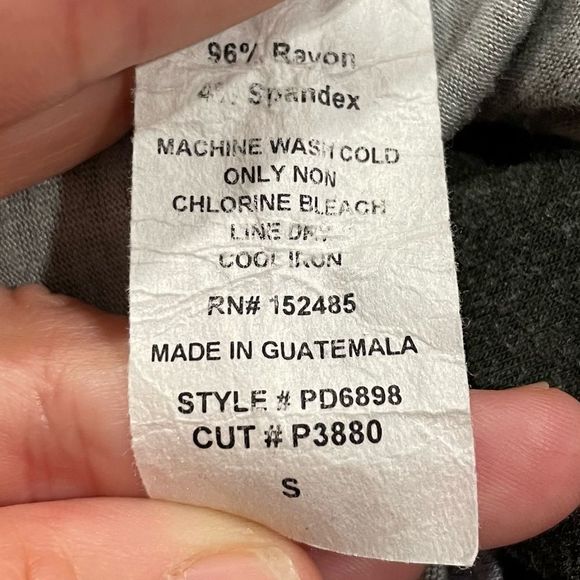 96% Rayon
4% Spandex
MACHINE WASH COLD
ONLY NON
CHLORINE BLEACH
LINE DRY
COOL IRON
RN# 152485
MADE IN GUATEMALA
STYLE # PD6898
CUT # P3880
S